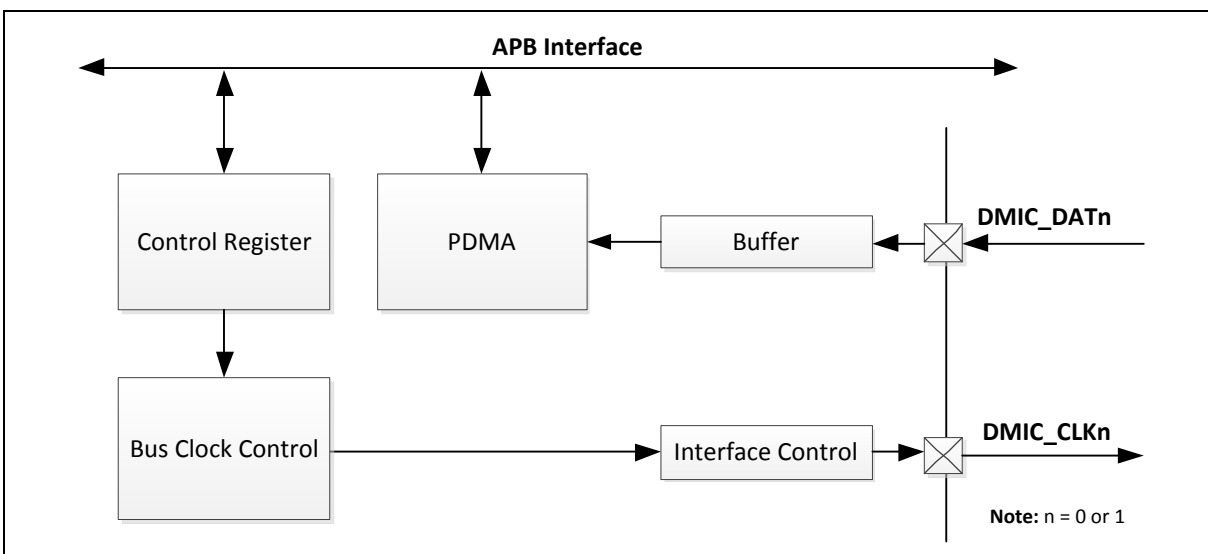 APB Interface
Control Register
PDMA
Buffer
DMIC_DATn
Bus Clock Control
Interface Control
DMIC_CLKn
Note: n = 0 or 1